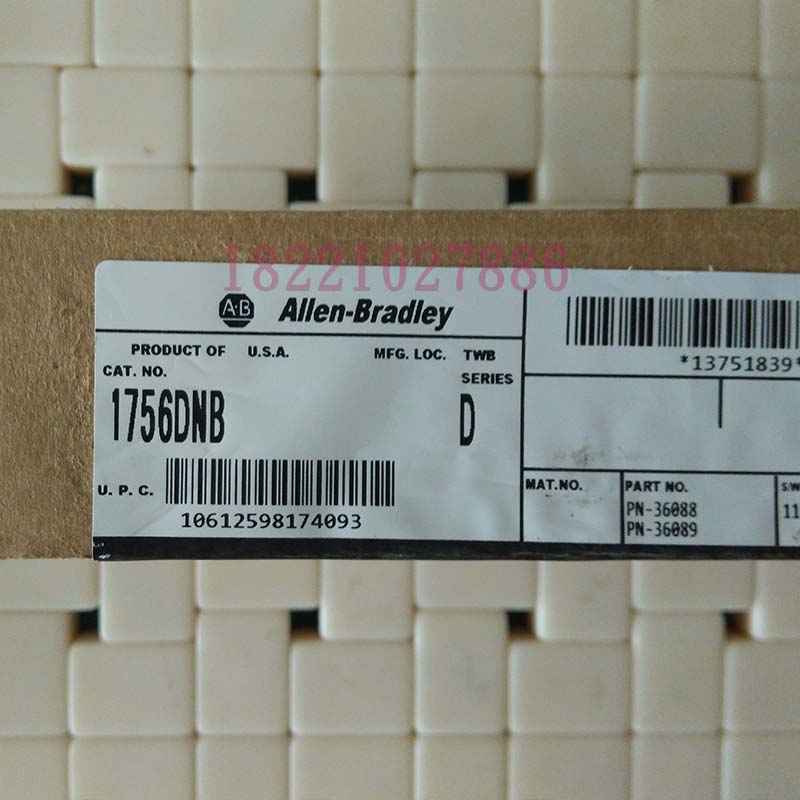 18221027886
A·B Allen-Bradley
PRODUCT OF U.S.A. MFG. LOC. TWB
CAT. NO. SERIES
1756DNB D
U. P. C.
10612598174093
*13751839*
MAT.NO. PART NO. S/W
PN-36088 11
PN-36089